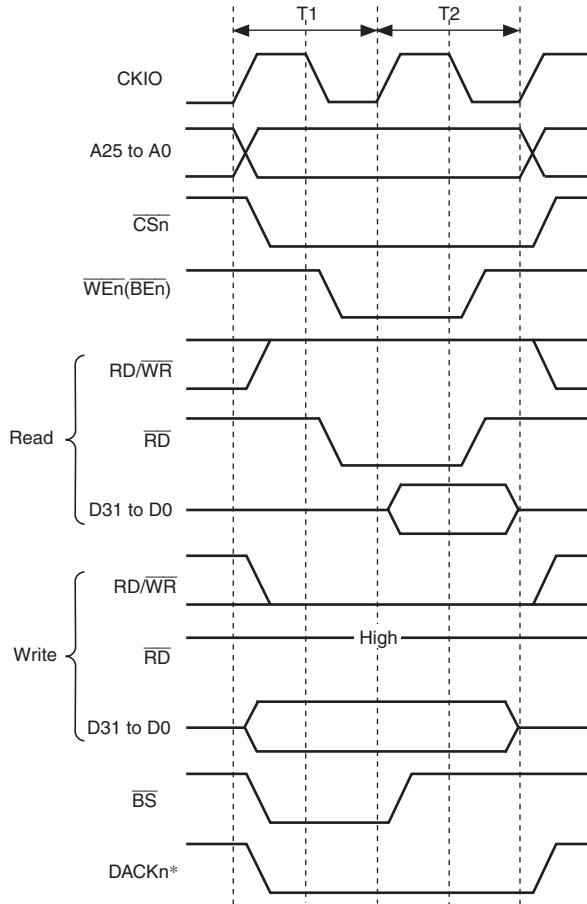 T1 T2
CKIO
A25 to A0
CSn
WEn(BEn)
RD/WR
Read
RD
D31 to D0
RD/WR
High
Write
RD
D31 to D0
BS
DACKn*